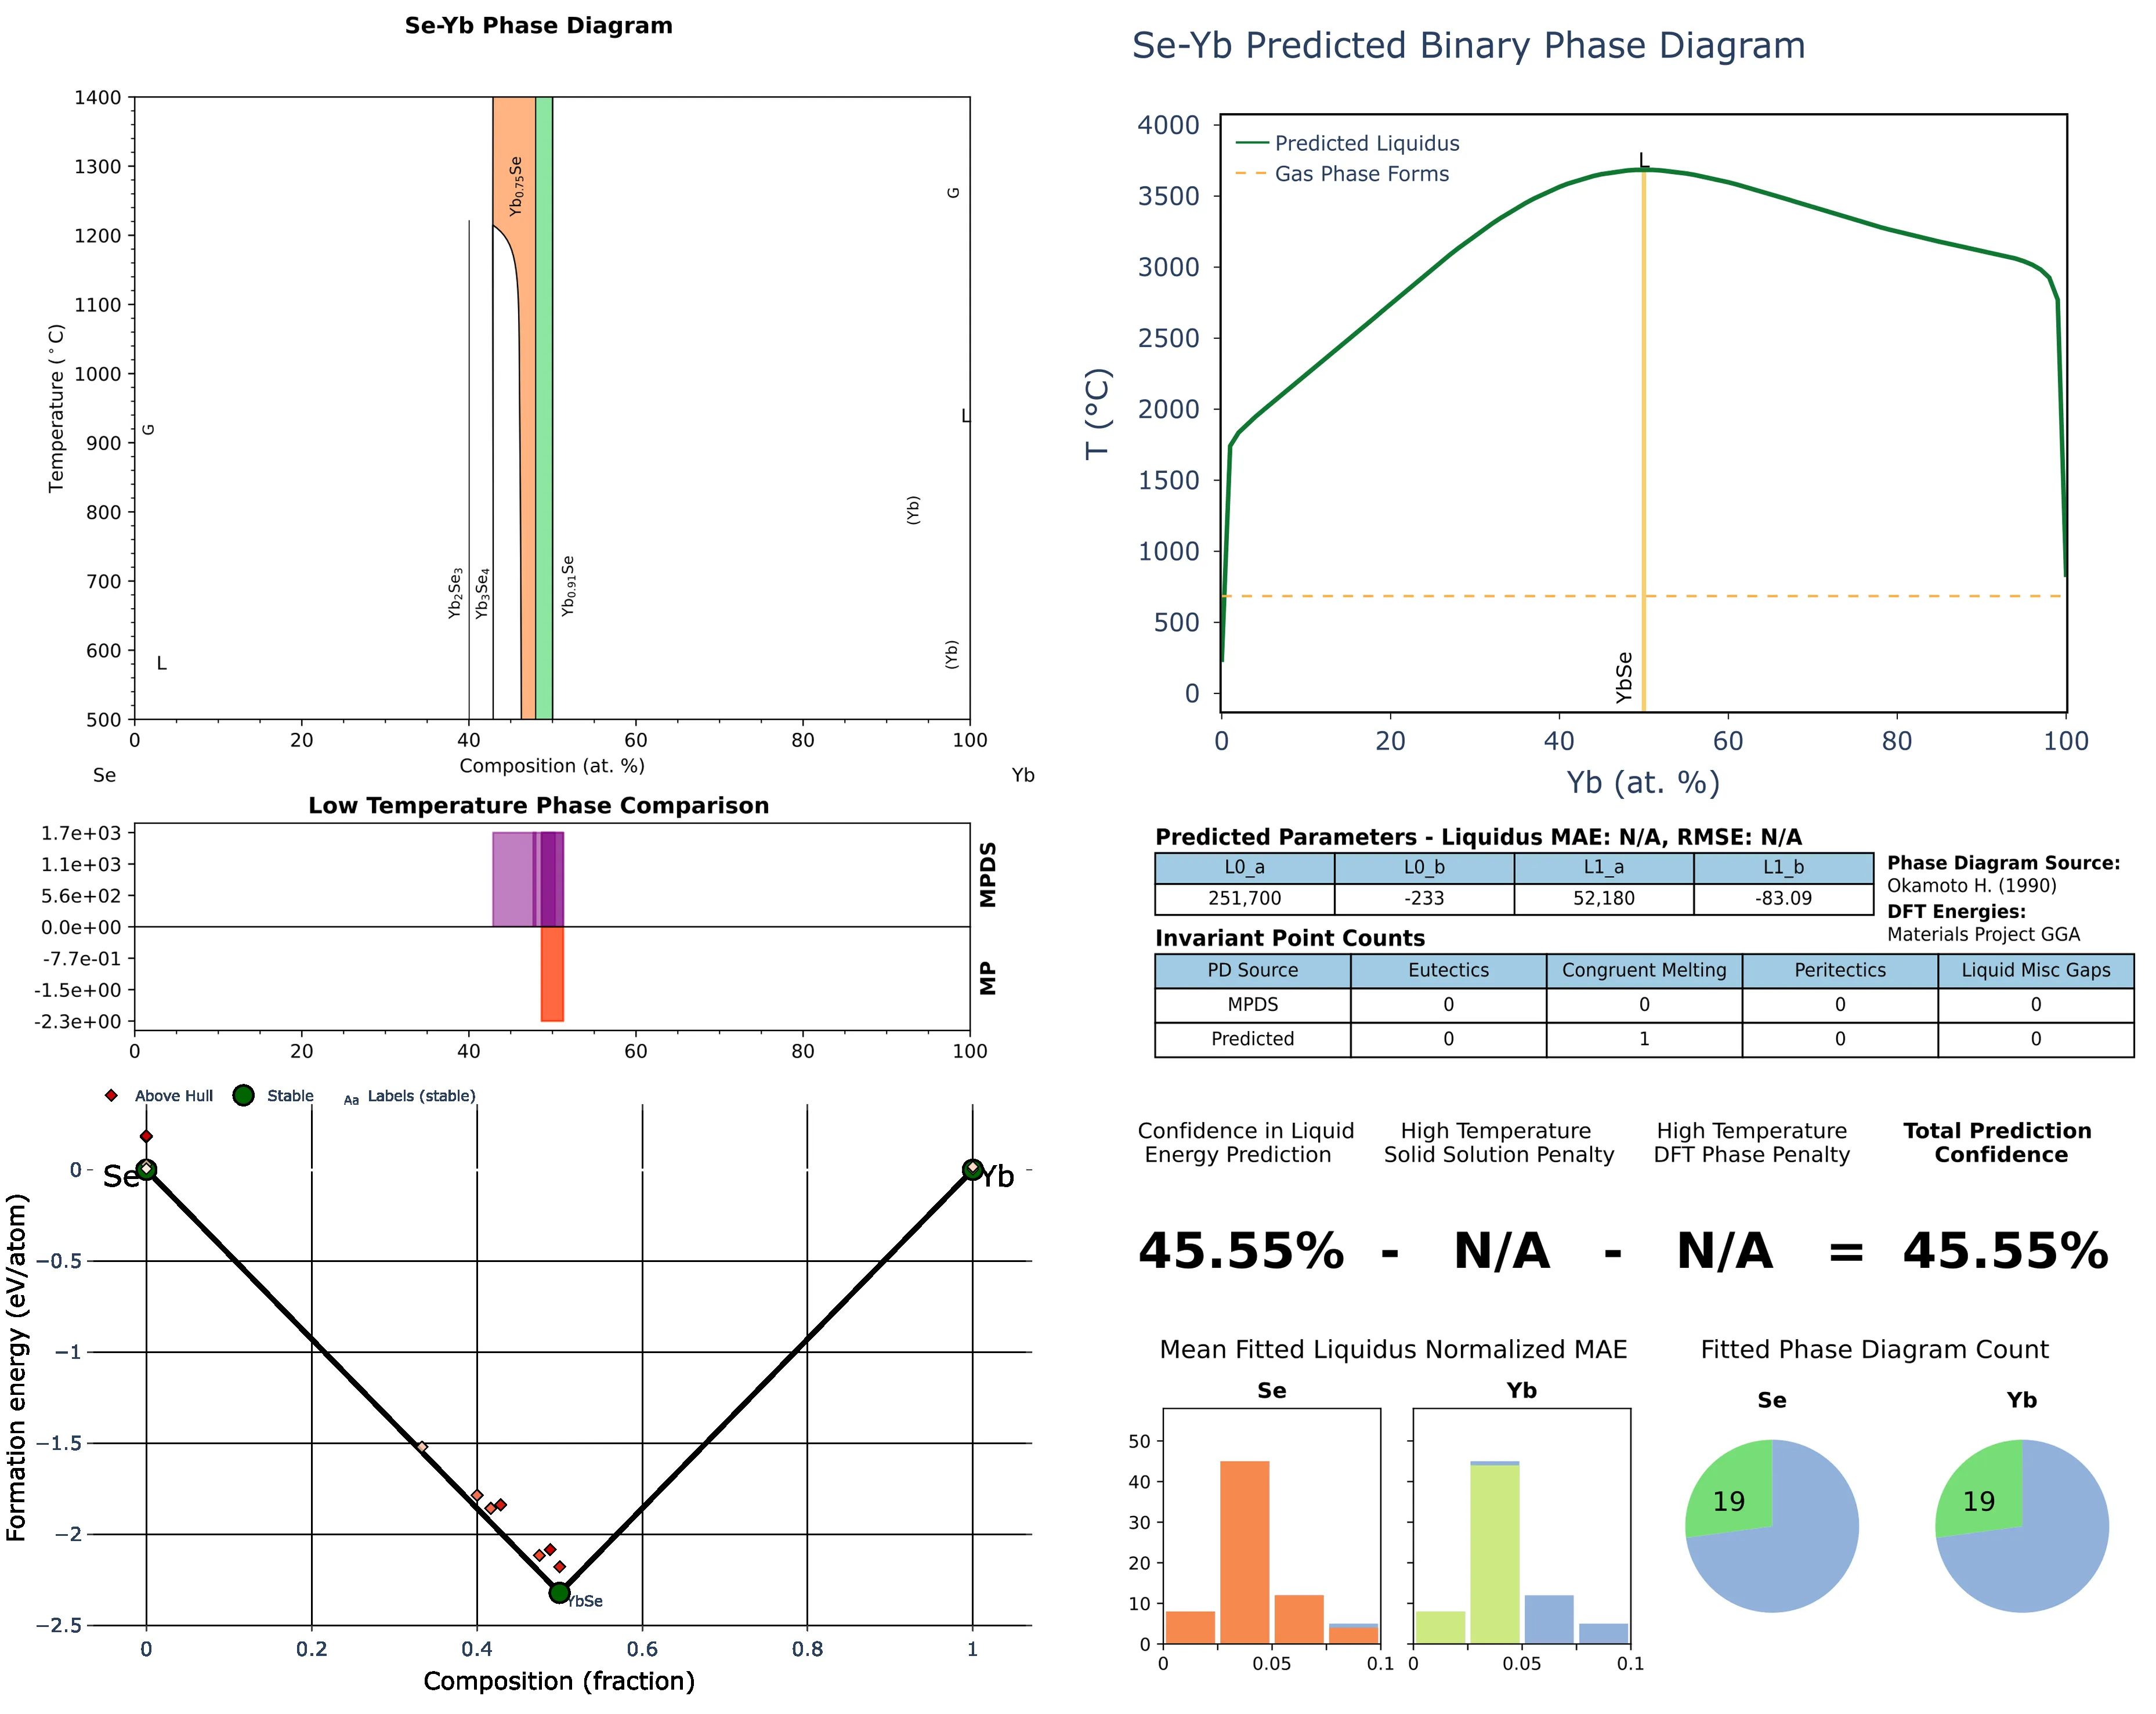 Se-Yb Phase Diagram
1400
1300
1200
1100
1000
900
800
700
600
500
Temperature (°C)
G
L
Yb2Se3
Yb3Se4
Yb0.75Se
Yb0.91Se
G
L
(Yb)
(Yb)
0 20 40 60 80 100
Composition (at. %)
Se Yb
Low Temperature Phase Comparison
1.7e+03
1.1e+03
5.6e+02
0.0e+00
-7.7e-01
-1.5e+00
-2.3e+00
MPDS
MP
0 20 40 60 80 100
Above Hull Stable Aa Labels (stable)
0
−0.5
−1
−1.5
−2
−2.5
Formation energy (eV/atom)
Se Yb
YbSe
0 0.2 0.4 0.6 0.8 1
Composition (fraction)
Se-Yb Predicted Binary Phase Diagram
4000
3500
3000
2500
2000
1500
1000
500
0
T (°C)
Predicted Liquidus
Gas Phase Forms
L
YbSe
0 20 40 60 80 100
Yb (at. %)
Predicted Parameters - Liquidus MAE: N/A, RMSE: N/A
L0_a L0_b L1_a L1_b
251,700 -233 52,180 -83.09
Phase Diagram Source:
Okamoto H. (1990)
DFT Energies:
Materials Project GGA
Invariant Point Counts
PD Source Eutectics Congruent Melting Peritectics Liquid Misc Gaps
MPDS 0 0 0 0
Predicted 0 1 0 0
Confidence in Liquid Energy Prediction
High Temperature Solid Solution Penalty
High Temperature DFT Phase Penalty
Total Prediction Confidence
45.55% - N/A - N/A = 45.55%
Mean Fitted Liquidus Normalized MAE
Se Yb
50
40
30
20
10
0
0 0.05 0.1
0 0.05 0.1
Fitted Phase Diagram Count
Se Yb
19 19